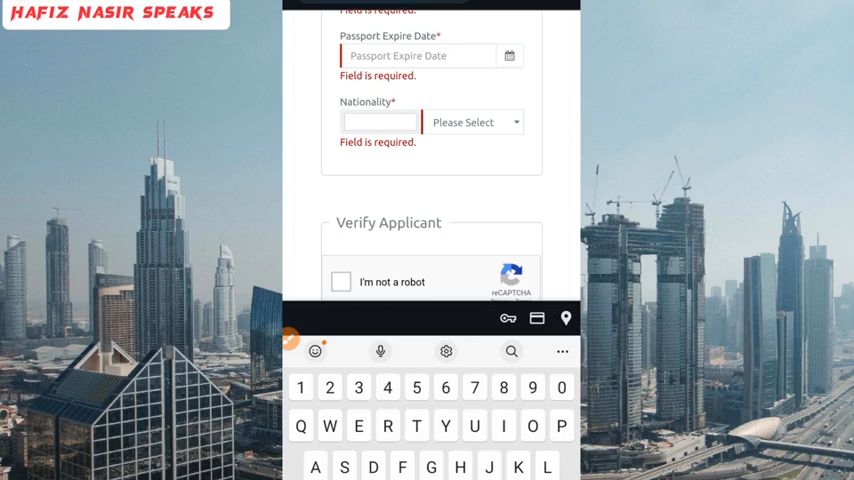 HAFIZ NASIR SPEAKS
Field is required.
Passport Expire Date*
Passport Expire Date
Field is required.
Nationality*
Please Select
Field is required.
Verify Applicant
I'm not a robot
reCAPTCHA
1 2 3 4 5 6 7 8 9 0
Q W E R T Y U I O P
A S D F G H J K L